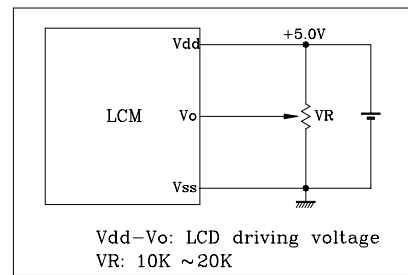 Vdd
+5.0V
LCM
Vo
VR
Vss
Vdd-Vo: LCD driving voltage
VR: 10K ~20K